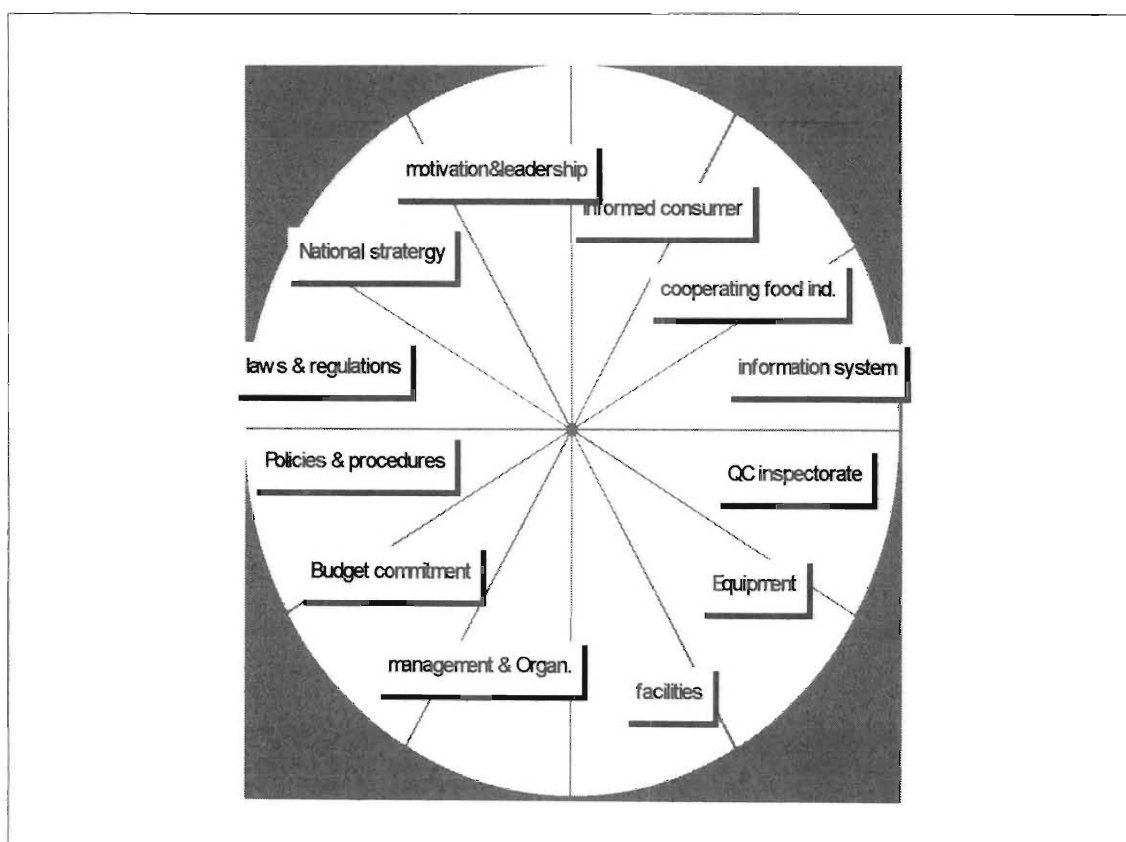 motivation&leadership
informed consumer
National stratergy
cooperating food ind.
laws & regulations
information system
Policies & procedures
QC inspectorate
Budget commitment
Equipment
management & Organ.
facilities